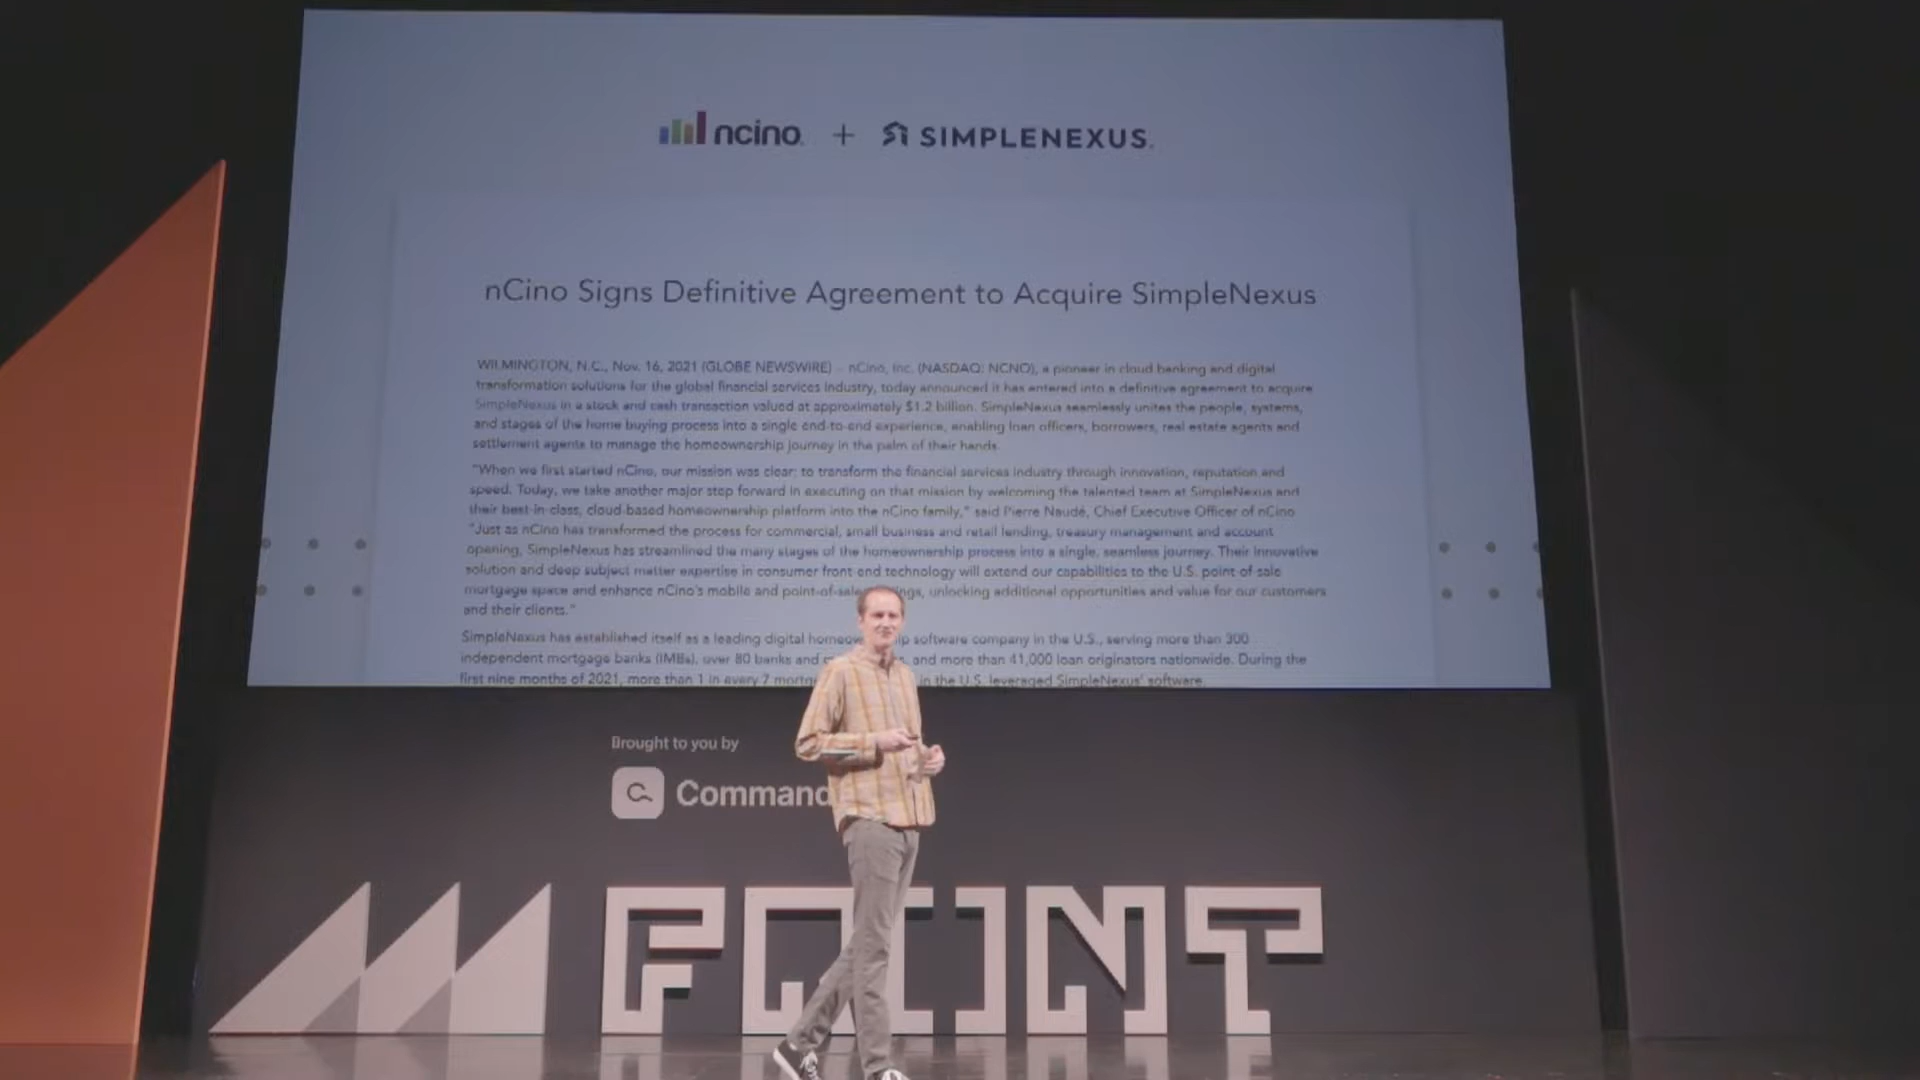 ncino + SIMPLENEXUS
nCino Signs Definitive Agreement to Acquire SimpleNexus
WILMINGTON, N.C., Nov. 16, 2021 (GLOBE NEWSWIRE) – nCino, Inc. (NASDAQ: NCNO), a pioneer in cloud banking and digital
transformation solutions for the global financial services industry, today announced it has entered into a definitive agreement to acquire
SimpleNexus in a stock and cash transaction valued at approximately $1.2 billion. SimpleNexus seamlessly unites the people, systems,
and stages of the home buying process into a single end-to-end experience, enabling loan officers, borrowers, real estate agents and
settlement agents to manage the homeownership journey in the palm of their hands.
"When we first started nCino, our mission was clear: to transform the financial services industry through innovation, reputation and
speed. Today, we take another major step forward in executing on that mission by welcoming the talented team at SimpleNexus and
their best-in-class, cloud-based homeownership platform into the nCino family," said Pierre Naudé, Chief Executive Officer of nCino
"Just as nCino has transformed the process for commercial, small business and retail lending, treasury management and account
opening, SimpleNexus has streamlined the many stages of the homeownership process into a single, seamless journey. Their innovative
solution and deep subject matter expertise in consumer front-end technology will extend our capabilities to the U.S. point-of-sale
mortgage space and enhance nCino's mobile and point-of-sale ings, unlocking additional opportunities and value for our customers
and their clients."
SimpleNexus has established itself as a leading digital homeow ip software company in the U.S., serving more than 300
independent mortgage banks (IMBs), over 80 banks and and more than 41,000 loan originators nationwide. During the
first nine months of 2021, more than 1 in every 7 mortg in the U.S. leveraged SimpleNexus' software.
Brought to you by
Command
POINT